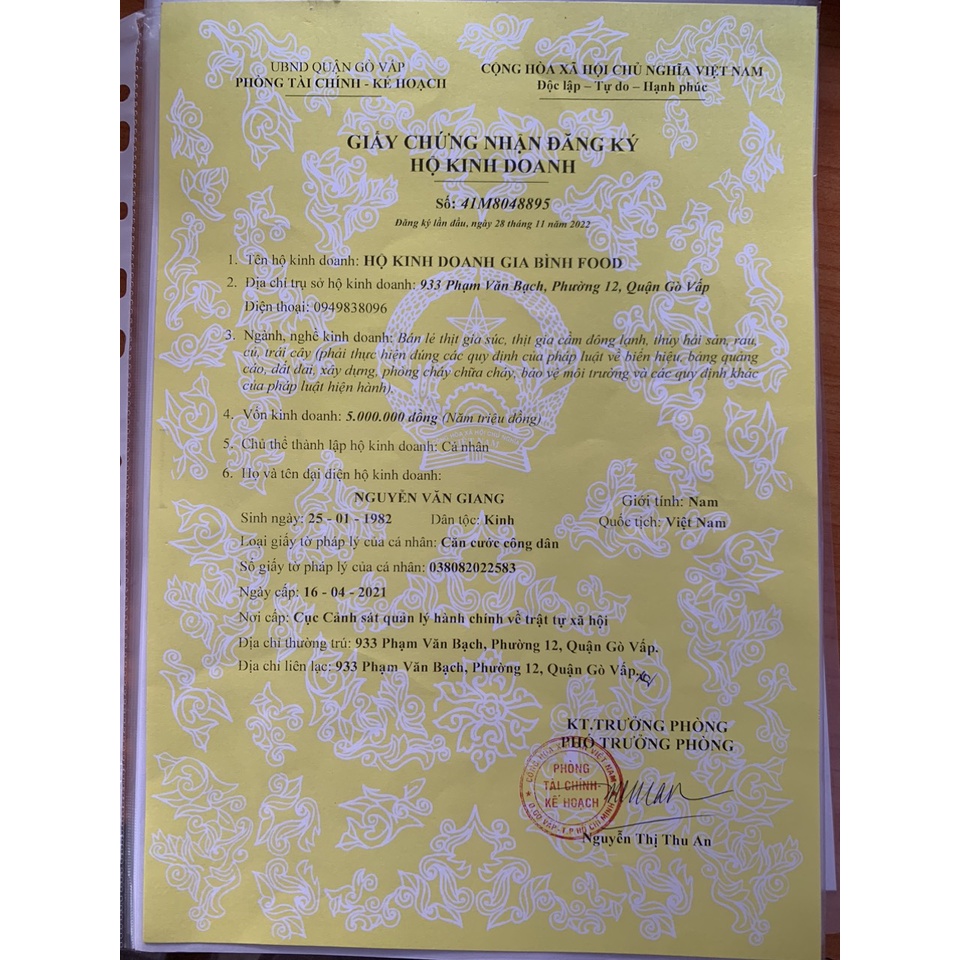 UBND QUẬN GÒ VẤP
PHÒNG TÀI CHÍNH - KẾ HOẠCH
CỘNG HÒA XÃ HỘI CHỦ NGHĨA VIỆT NAM
Độc lập – Tự do – Hạnh phúc
GIẤY CHỨNG NHẬN ĐĂNG KÝ
HỘ KINH DOANH
Số: 41M8048895
Đăng ký lần đầu, ngày 28 tháng 11 năm 2022
1. Tên hộ kinh doanh: HỘ KINH DOANH GIA BÌNH FOOD
2. Địa chỉ trụ sở hộ kinh doanh: 933 Phạm Văn Bạch, Phường 12, Quận Gò Vấp
Điện thoại: 0949838096
3. Ngành, nghề kinh doanh: Bán lẻ thịt gia súc, thịt gia cầm đông lạnh, thủy hải sản, rau,
củ, trái cây (phải thực hiện đúng các quy định của pháp luật về biển hiệu, bảng quảng
cáo, đất đai, xây dựng, phòng cháy chữa cháy, bảo vệ môi trường và các quy định khác
của pháp luật hiện hành).
4. Vốn kinh doanh: 5.000.000 đồng (Năm triệu đồng)
5. Chủ thể thành lập hộ kinh doanh: Cá nhân
6. Họ và tên đại diện hộ kinh doanh:
NGUYỄN VĂN GIANG Giới tính: Nam
Sinh ngày: 25 - 01 - 1982 Dân tộc: Kinh Quốc tịch: Việt Nam
Loại giấy tờ pháp lý của cá nhân: Căn cước công dân
Số giấy tờ pháp lý của cá nhân: 038082022583
Ngày cấp: 16 - 04 - 2021
Nơi cấp: Cục Cảnh sát quản lý hành chính về trật tự xã hội
Địa chỉ thường trú: 933 Phạm Văn Bạch, Phường 12, Quận Gò Vấp.
Địa chỉ liên lạc: 933 Phạm Văn Bạch, Phường 12, Quận Gò Vấp.
KT.TRƯỞNG PHÒNG
PHÓ TRƯỞNG PHÒNG
PHÒNG
TÀI CHÍNH-
KẾ HOẠCH
Q.GÒ VẤP-T.P HỒ CHÍ MINH
Nguyễn Thị Thu An